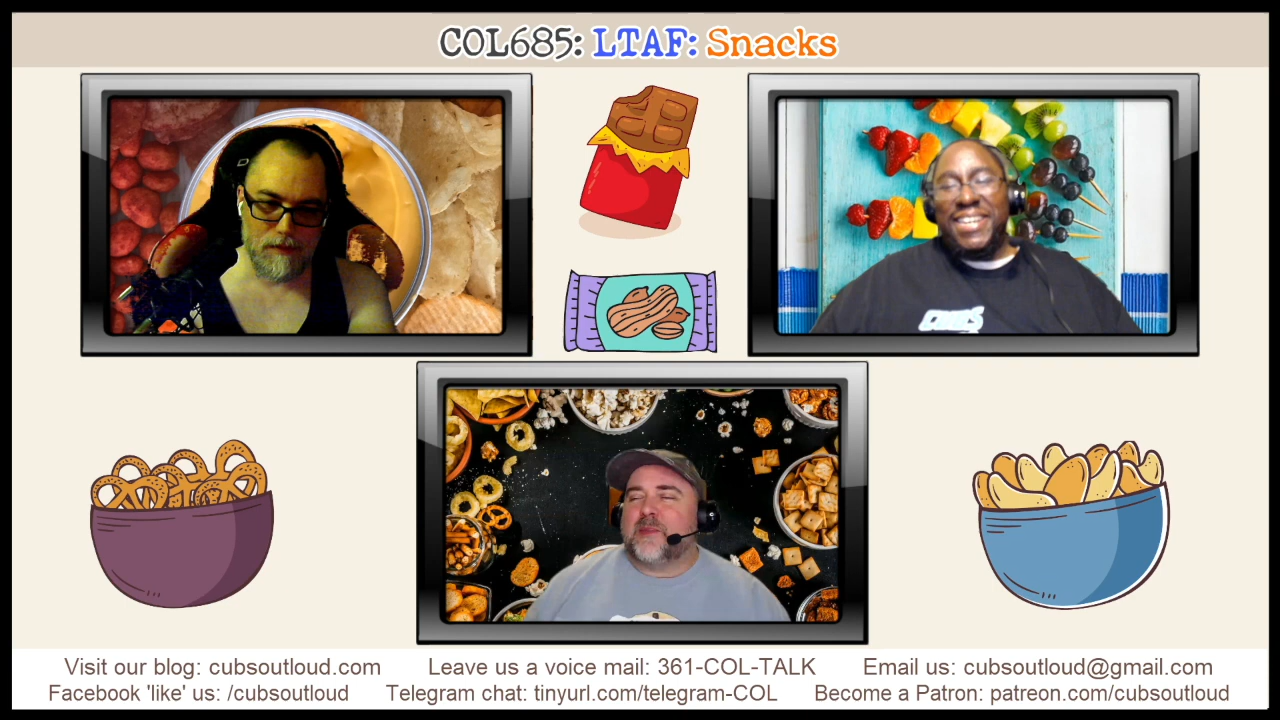 COL685: LTAF: Snacks
CUBS
Visit our blog: cubsoutloud.com Leave us a voice mail: 361-COL-TALK Email us: cubsoutloud@gmail.com
Facebook 'like' us: /cubsoutloud Telegram chat: tinyurl.com/telegram-COL Become a Patron: patreon.com/cubsoutloud